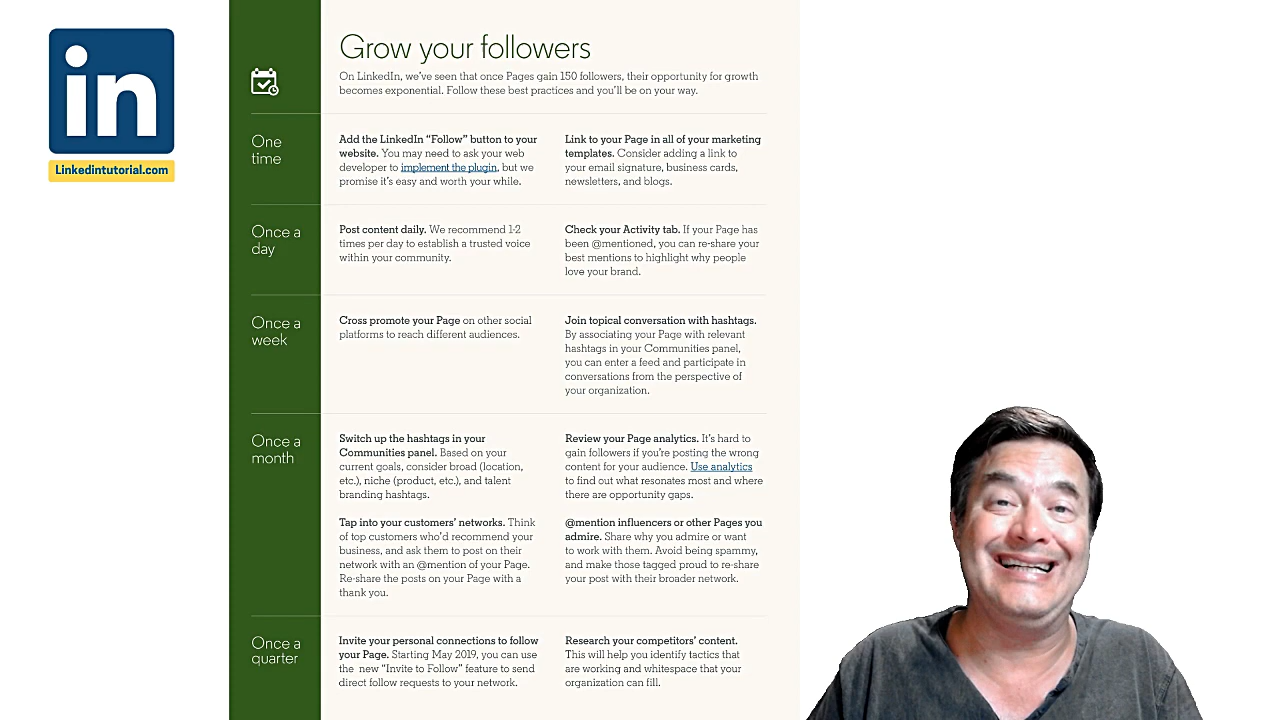 in
Linkedintutorial.com
Grow your followers
On LinkedIn, we've seen that once Pages gain 150 followers, their opportunity for growth
becomes exponential. Follow these best practices and you'll be on your way.
One
time
Add the LinkedIn “Follow” button to your
website. You may need to ask your web
developer to implement the plugin, but we
promise it's easy and worth your while.
Link to your Page in all of your marketing
templates. Consider adding a link to
your email signature, business cards,
newsletters, and blogs.
Once a
day
Post content daily. We recommend 1-2
times per day to establish a trusted voice
within your community.
Check your Activity tab. If your Page has
been @mentioned, you can re-share your
best mentions to highlight why people
love your brand.
Once a
week
Cross promote your Page on other social
platforms to reach different audiences.
Join topical conversation with hashtags.
By associating your Page with relevant
hashtags in your Communities panel,
you can enter a feed and participate in
conversations from the perspective of
your organization.
Once a
month
Switch up the hashtags in your
Communities panel. Based on your
current goals, consider broad (location,
etc.), niche (product, etc.), and talent
branding hashtags.
Review your Page analytics. It's hard to
gain followers if you're posting the wrong
content for your audience. Use analytics
to find out what resonates most and where
there are opportunity gaps.
Tap into your customers' networks. Think
of top customers who'd recommend your
business, and ask them to post on their
network with an @mention of your Page.
Re-share the posts on your Page with a
thank you.
@mention influencers or other Pages you
admire. Share why you admire or want
to work with them. Avoid being spammy,
and make those tagged proud to re-share
your post with their broader network.
Once a
quarter
Invite your personal connections to follow
your Page. Starting May 2019, you can use
the new “Invite to Follow” feature to send
direct follow requests to your network.
Research your competitors' content.
This will help you identify tactics that
are working and whitespace that your
organization can fill.